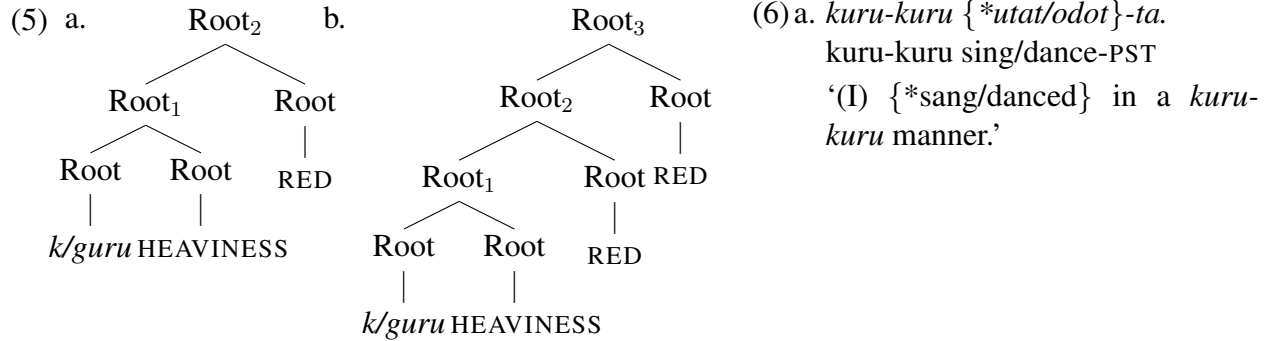 (5) a. Root₂ b. Root₃ (6) a. kuru-kuru {*utat/odot}-ta.
kuru-kuru sing/dance-PST
Root₁ Root Root₂ Root ‘(I) {*sang/danced} in a kuru-
kuru manner.’
Root Root RED Root₁ Root RED
k/guru HEAVINESS Root Root RED
k/guru HEAVINESS